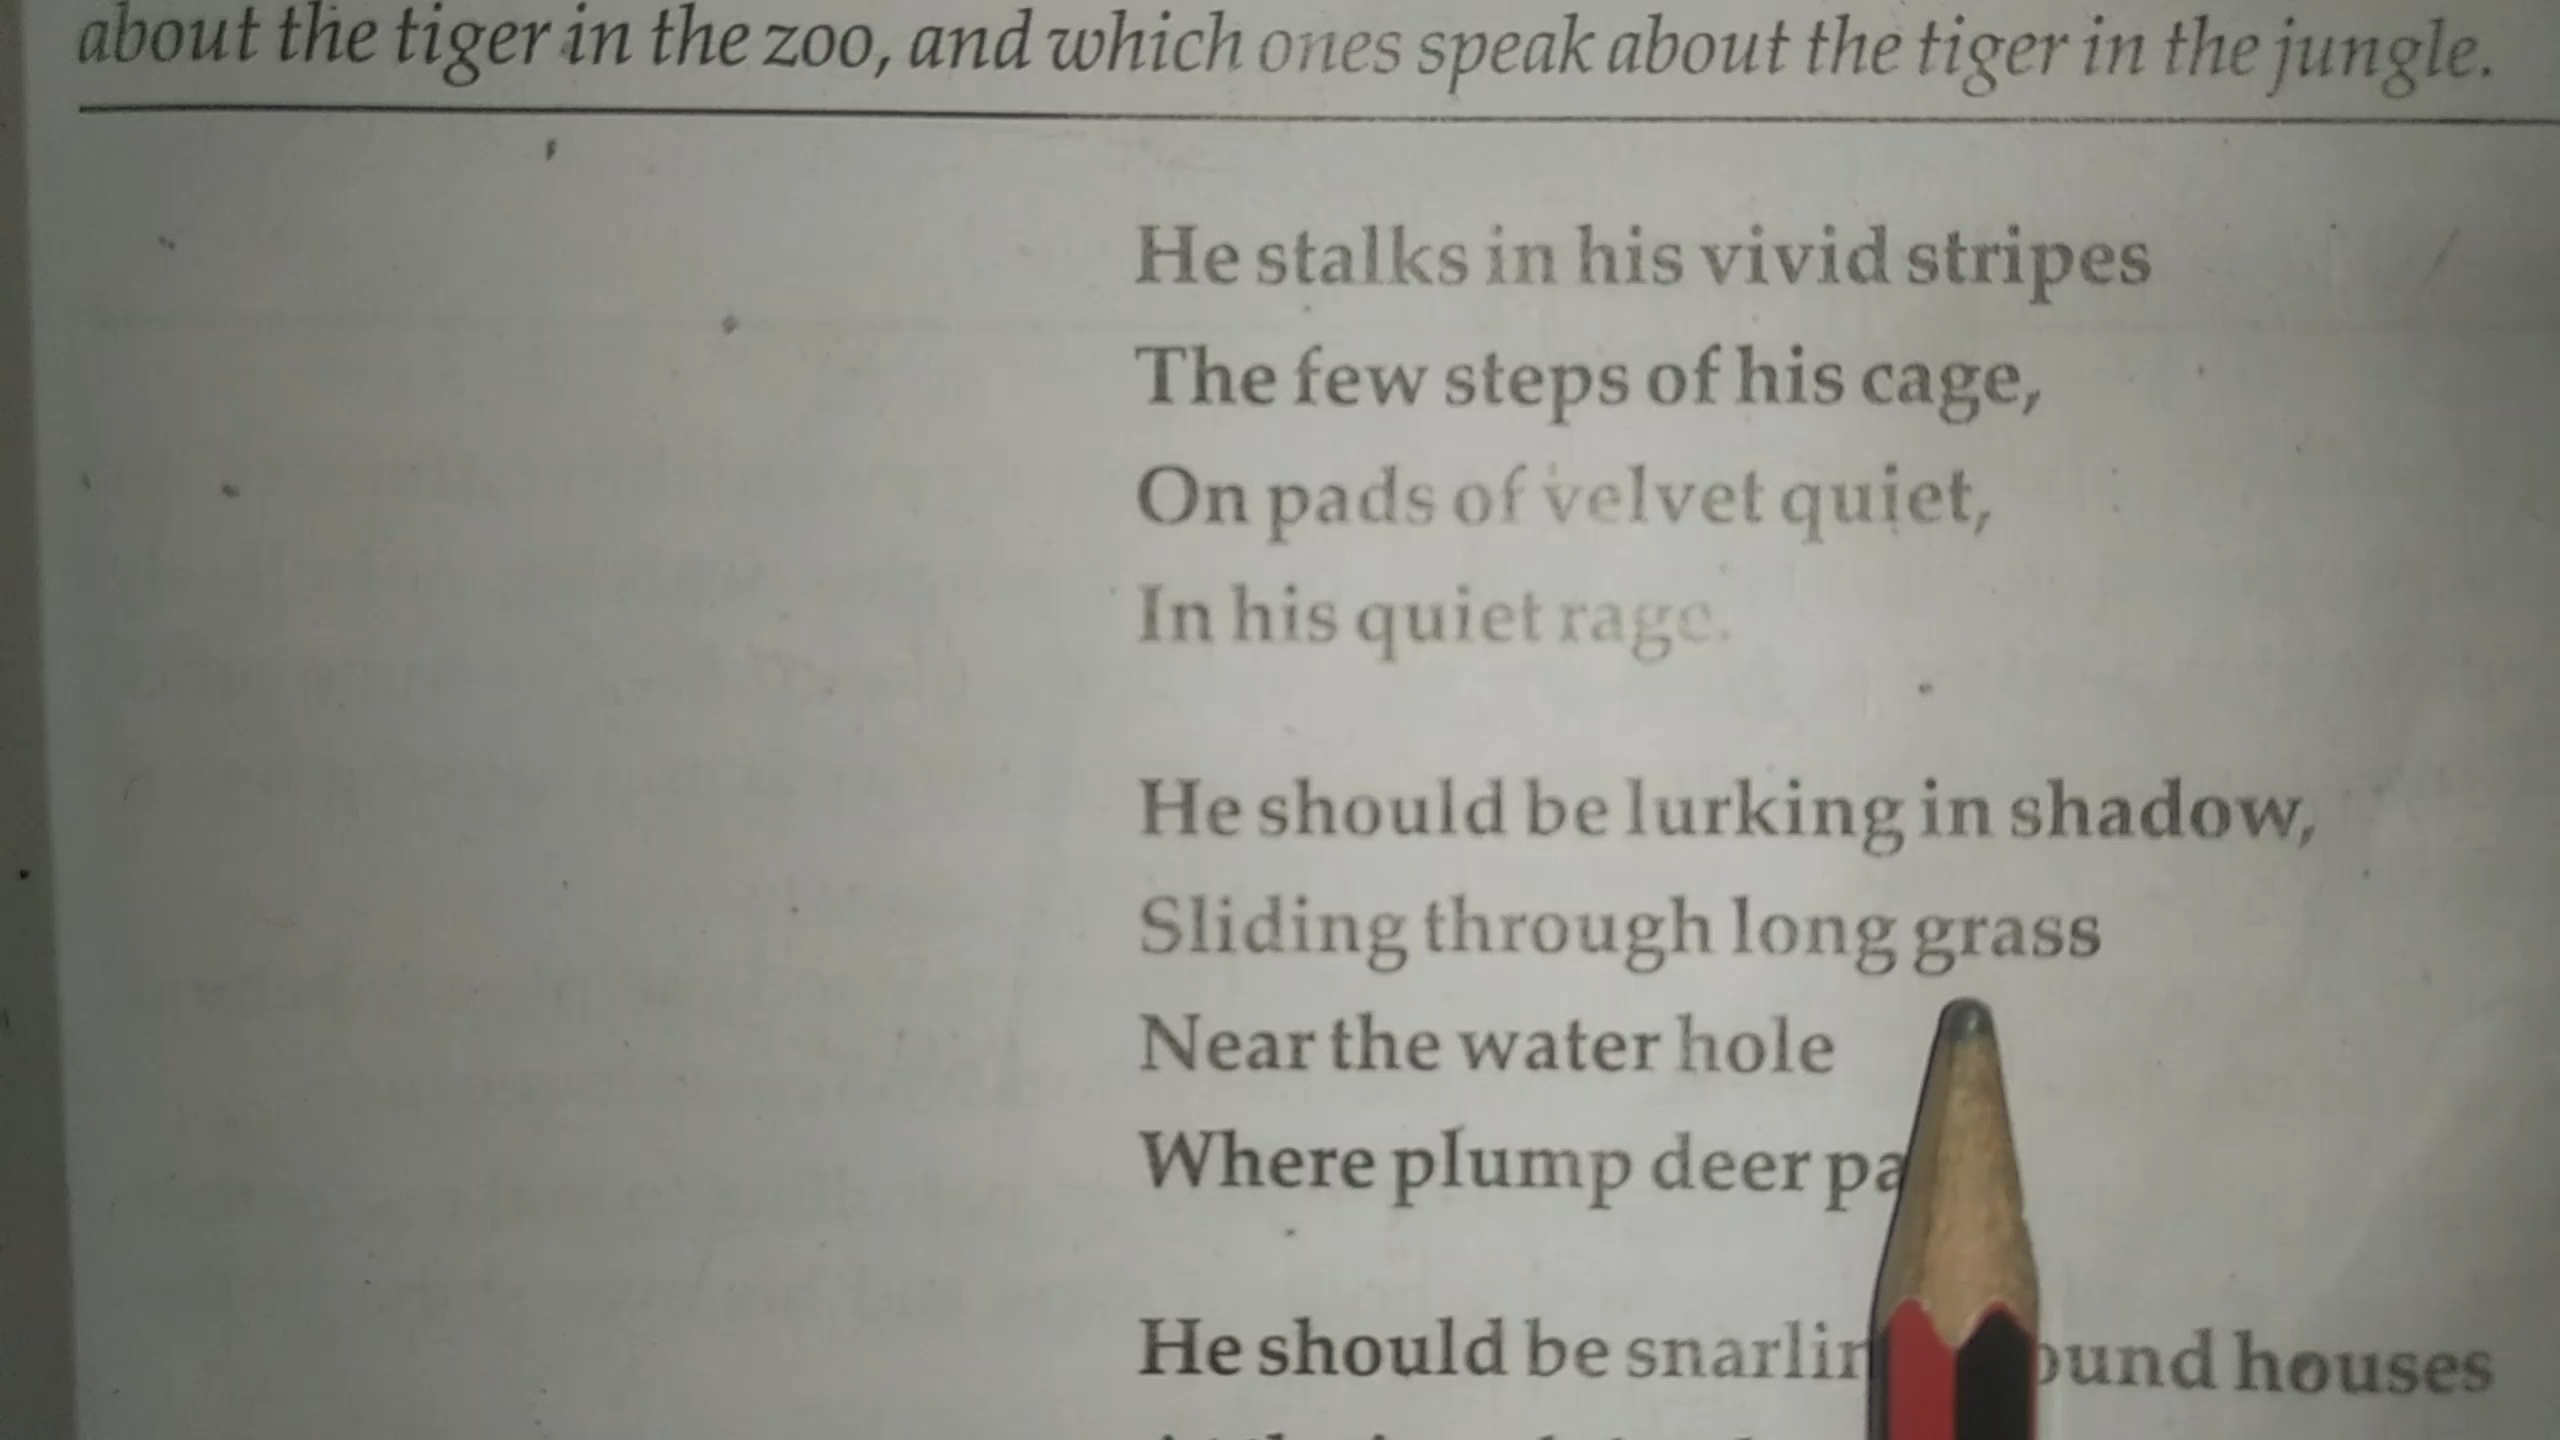 about the tiger in the zoo, and which ones speak about the tiger in the jungle.
He stalks in his vivid stripes
The few steps of his cage,
On pads of velvet quiet,
In his quiet rage.
He should be lurking in shadow,
Sliding through long grass
Near the water hole
Where plump deer
He should be houses